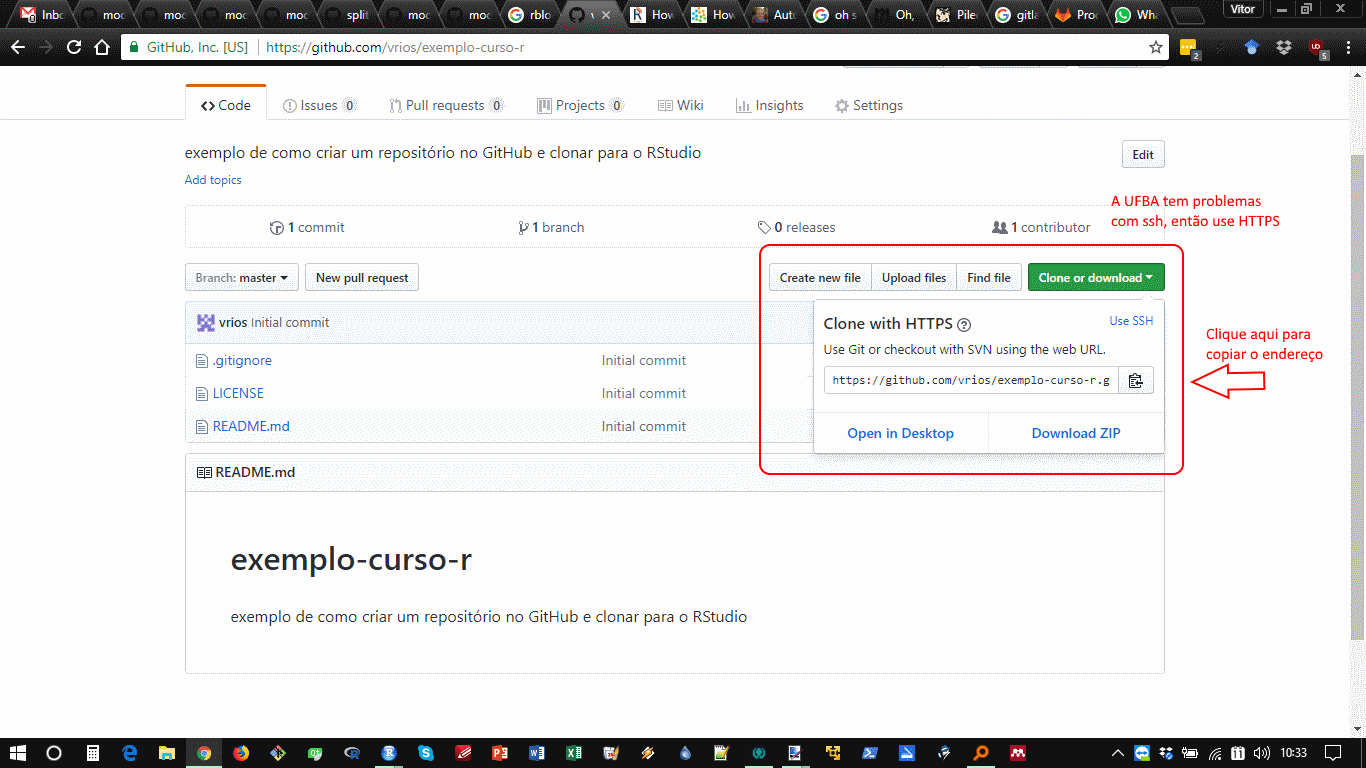 Inbo
moc
moc
moc
moc
split
moc
moc
rblo
v
How
How
Auto
oh s
Oh,
Pile
gitla
Proc
Wha
Vitor
GitHub, Inc. [US]
https://github.com/vrios/exemplo-curso-r
2
5
Code
Issues 0
Pull requests 0
Projects 0
Wiki
Insights
Settings
exemplo de como criar um repositório no GitHub e clonar para o RStudio
Edit
Add topics
A UFBA tem problemas
com ssh, então use HTTPS
1 commit
1 branch
0 releases
1 contributor
Branch: master
New pull request
Create new file
Upload files
Find file
Clone or download
vrios Initial commit
Clone with HTTPS
Use SSH
Use Git or checkout with SVN using the web URL.
https://github.com/vrios/exemplo-curso-r.g
Open in Desktop
Download ZIP
Clique aqui para
copiar o endereço
.gitignore
Initial commit
LICENSE
Initial commit
README.md
Initial commit
README.md
exemplo-curso-r
exemplo de como criar um repositório no GitHub e clonar para o RStudio
10:33